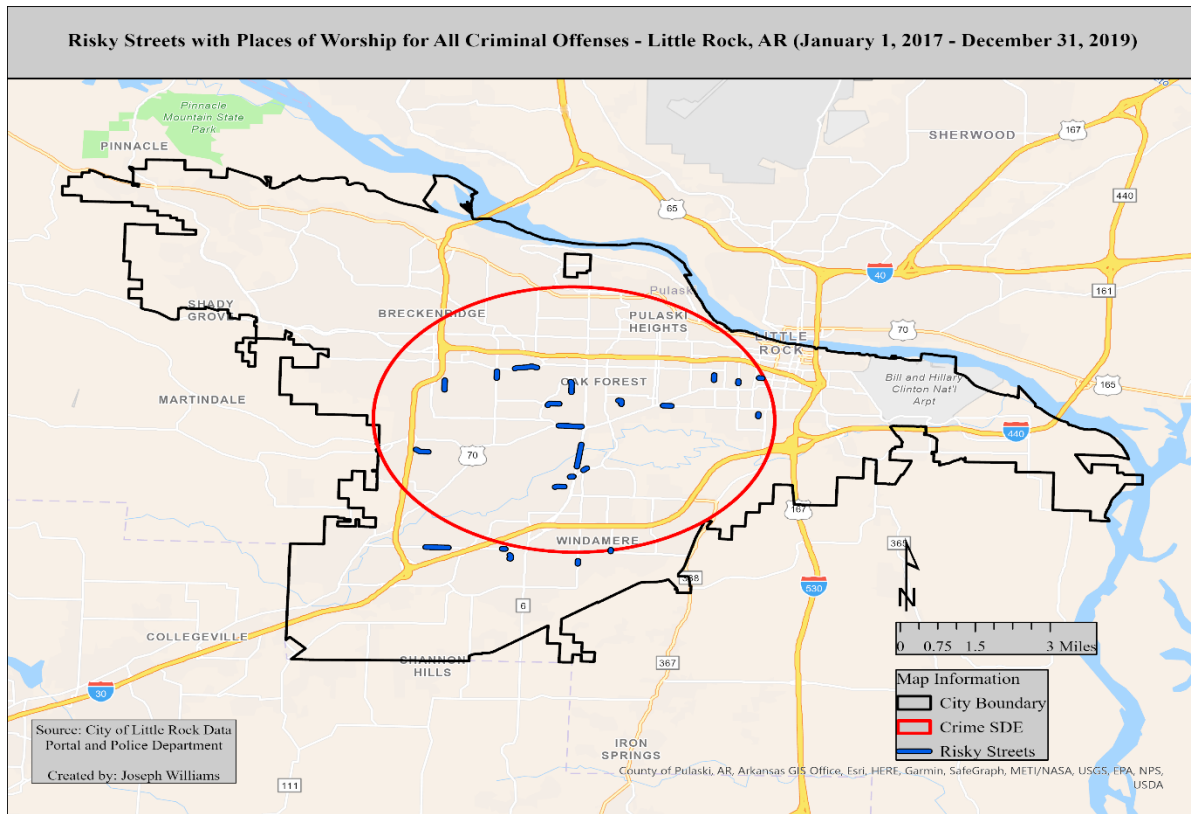 Risky Streets with Places of Worship for All Criminal Offenses - Little Rock, AR (January 1, 2017 - December 31, 2019)
Pinnacle
Mountain State
Park
PINNACLE
SHERWOOD
167
440
65
40
161
SHADY
GROVE
BRECKENRIDGE
Pulask
PULASKI
HEIGHTS
LITTLE
ROCK
70
165
Bill and Hillary
Clinton Nat'l
Arpt
OAK FOREST
MARTINDALE
440
70
167
WINDAMERE
365
338
530
6
N
COLLEGEVILLE
SHANNON
HILLS
367
0 0.75 1.5 3 Miles
Map Information
City Boundary
Crime SDE
Risky Streets
30
Source: City of Little Rock Data
Portal and Police Department
Created by: Joseph Williams
IRON
SPRINGS
111
County of Pulaski, AR, Arkansas GIS Office, Esri, HERE, Garmin, SafeGraph, METI/NASA, USGS, EPA, NPS,
USDA